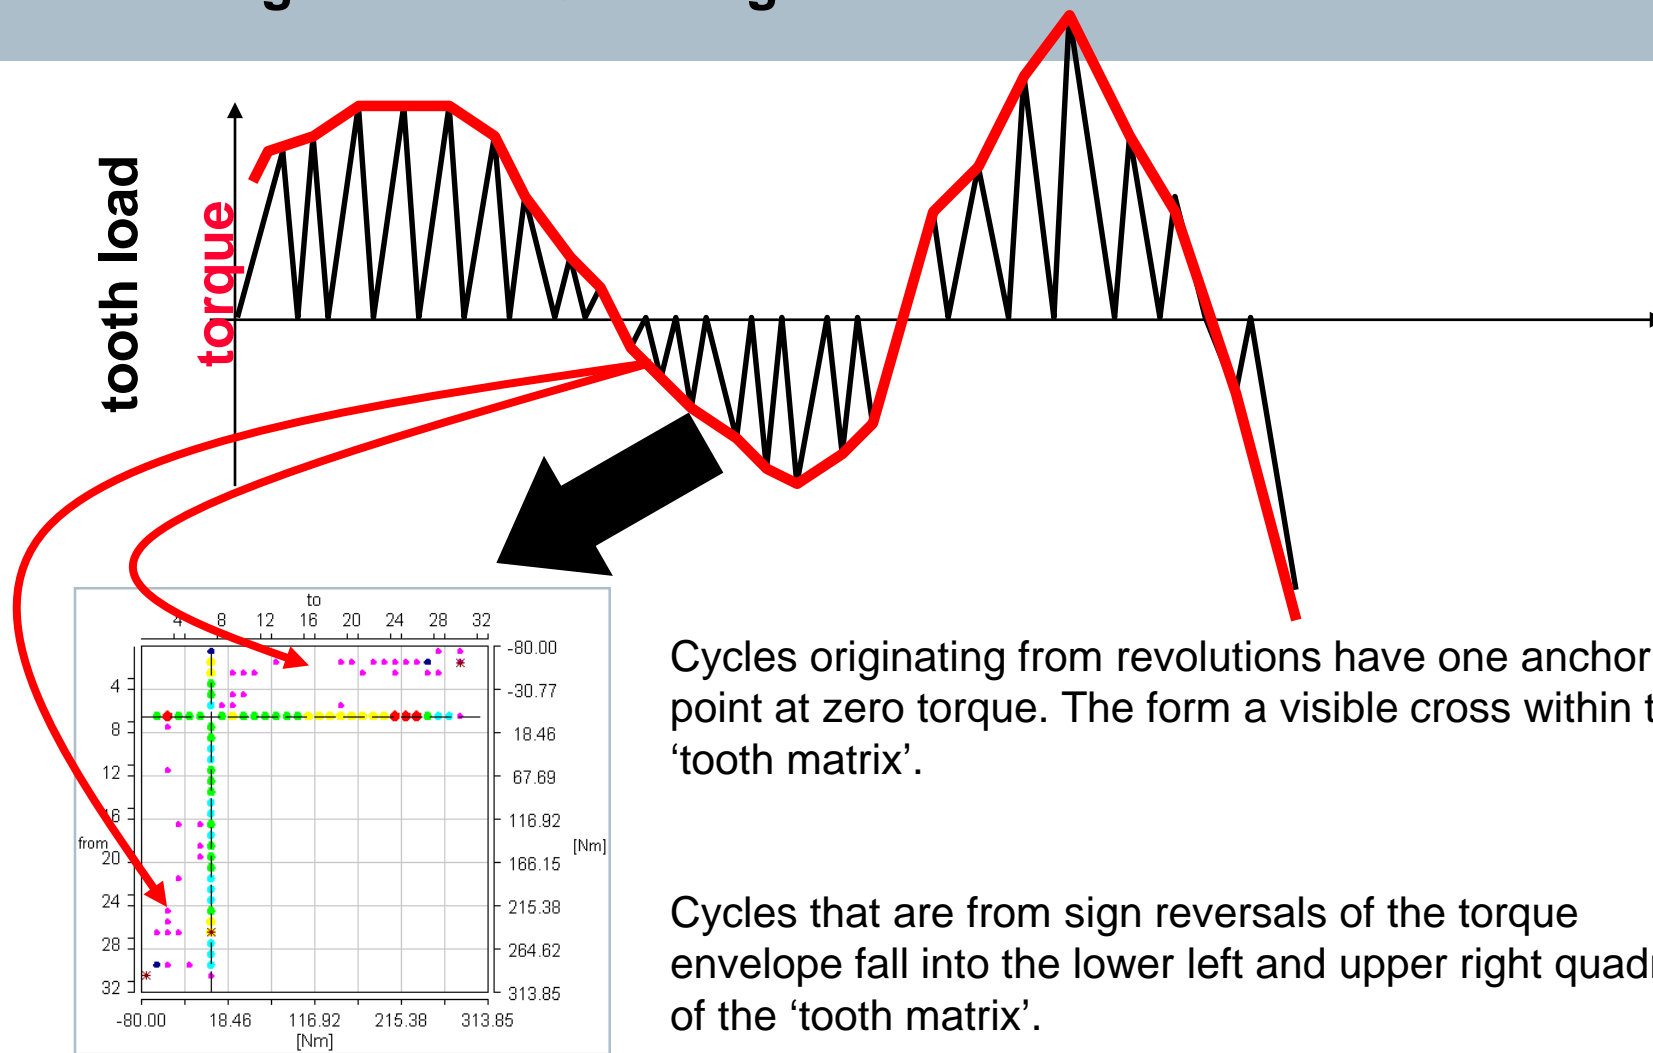 tooth load
torque
to
4 8 12 16 20 24 28 32
-80.00
4
-30.77
8
18.46
12
67.69
16
116.92
from
[Nm]
20
166.15
24
215.38
28
264.62
32
313.85
-80.00 18.46 116.92 215.38 313.85
[Nm]
Cycles originating from revolutions have one anchor
point at zero torque. The form a visible cross within
‘tooth matrix’.
Cycles that are from sign reversals of the torque
envelope fall into the lower left and upper right
of the ‘tooth matrix’.